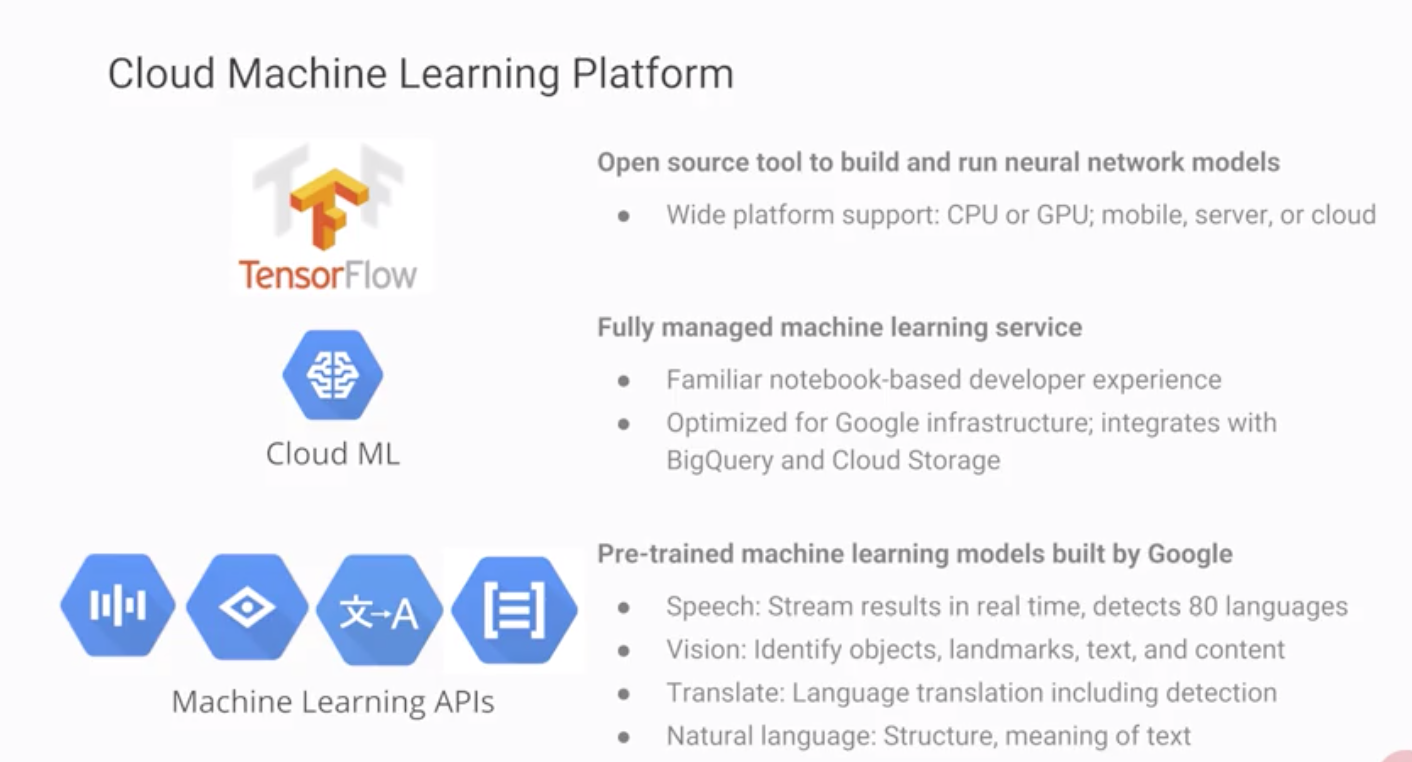 Cloud Machine Learning Platform
TF
TensorFlow
Open source tool to build and run neural network models
● Wide platform support: CPU or GPU; mobile, server, or cloud
Cloud ML
Fully managed machine learning service
● Familiar notebook-based developer experience
● Optimized for Google infrastructure; integrates with
BigQuery and Cloud Storage
文→A
Machine Learning APIs
Pre-trained machine learning models built by Google
● Speech: Stream results in real time, detects 80 languages
● Vision: Identify objects, landmarks, text, and content
● Translate: Language translation including detection
● Natural language: Structure, meaning of text